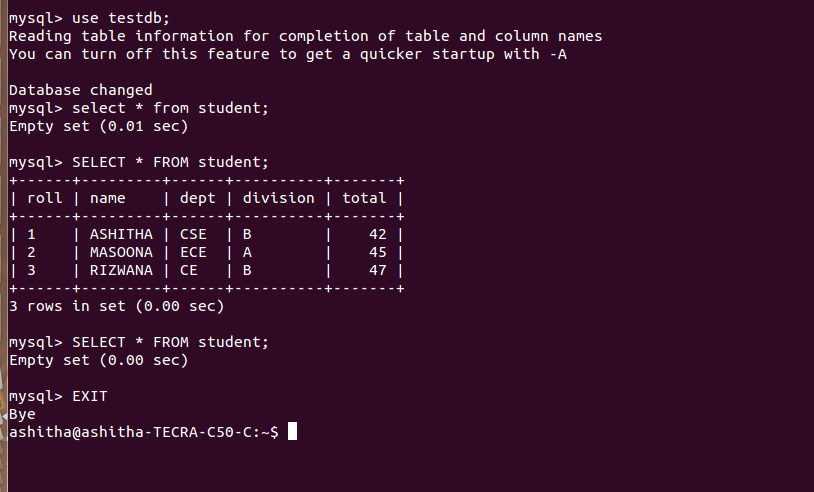 mysql> use testdb;
Reading table information for completion of table and column names
You can turn off this feature to get a quicker startup with -A

Database changed
mysql> select * from student;
Empty set (0.01 sec)

mysql> SELECT * FROM student;
+------+---------+------+----------+-------+
| roll | name    | dept | division | total |
+------+---------+------+----------+-------+
| 1    | ASHITHA | CSE  | B        |    42 |
| 2    | MASOONA | ECE  | A        |    45 |
| 3    | RIZWANA | CE   | B        |    47 |
+------+---------+------+----------+-------+
3 rows in set (0.00 sec)

mysql> SELECT * FROM student;
Empty set (0.00 sec)

mysql> EXIT
Bye
ashitha@ashitha-TECRA-C50-C:~$